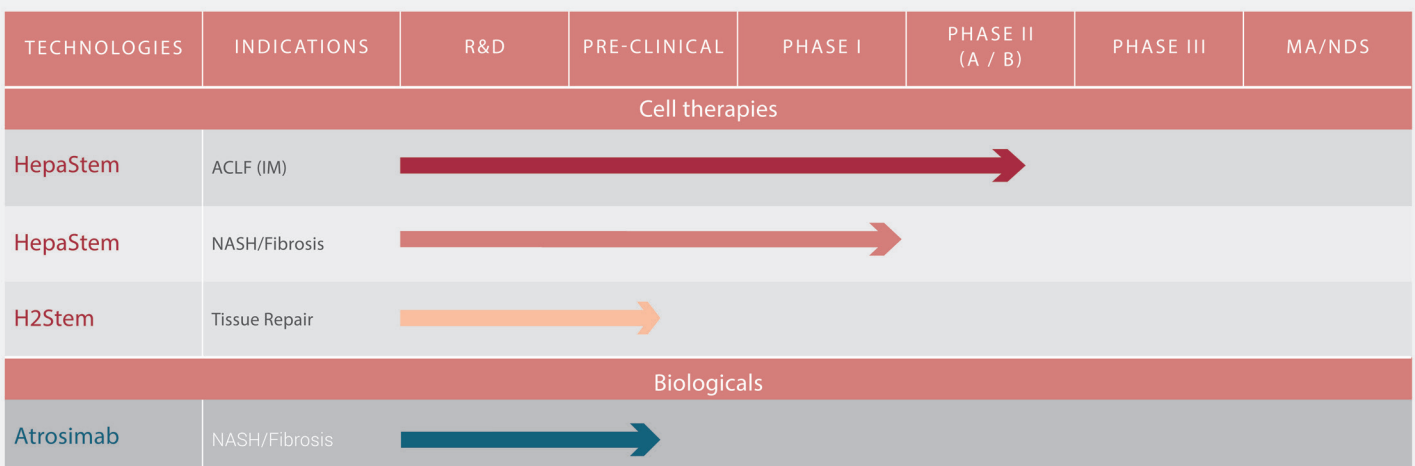 TECHNOLOGIES INDICATIONS R&D PRE-CLINICAL PHASE I PHASE II PHASE III MA/NDS
(A / B)
Cell therapies
HepaStem ACLF (IM)
HepaStem NASH/Fibrosis
H2Stem Tissue Repair
Biologicals
Atrosimab NASH/Fibrosis